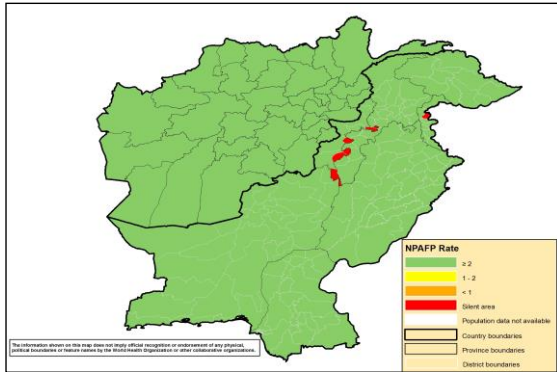 NPAFP Rate
≥ 2
1 - 2
< 1
Silent area
Population data not available
Country boundaries
Province boundaries
District boundaries
The information shown on this map does not imply official recognition or endorsement of any physical,
political boundaries or feature names by the World Health Organization or other collaborative organizations.